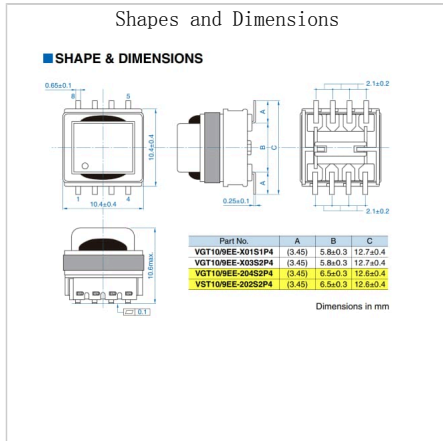 Shapes and Dimensions
SHAPE & DIMENSIONS
0.65±0.1
8
5
10.4±0.4
1
4
10.4±0.4
A
B
A
C
0.25±0.1
2.1±0.2
2.1±0.2
10.6max.
0.1
Part No. A B C
VGT10/9EE-X01S1P4 (3.45) 5.8±0.3 12.7±0.4
VGT10/9EE-X03S2P4 (3.45) 5.8±0.3 12.7±0.4
VGT10/9EE-204S2P4 (3.45) 6.5±0.3 12.6±0.4
VST10/9EE-202S2P4 (3.45) 6.5±0.3 12.6±0.4
Dimensions in mm